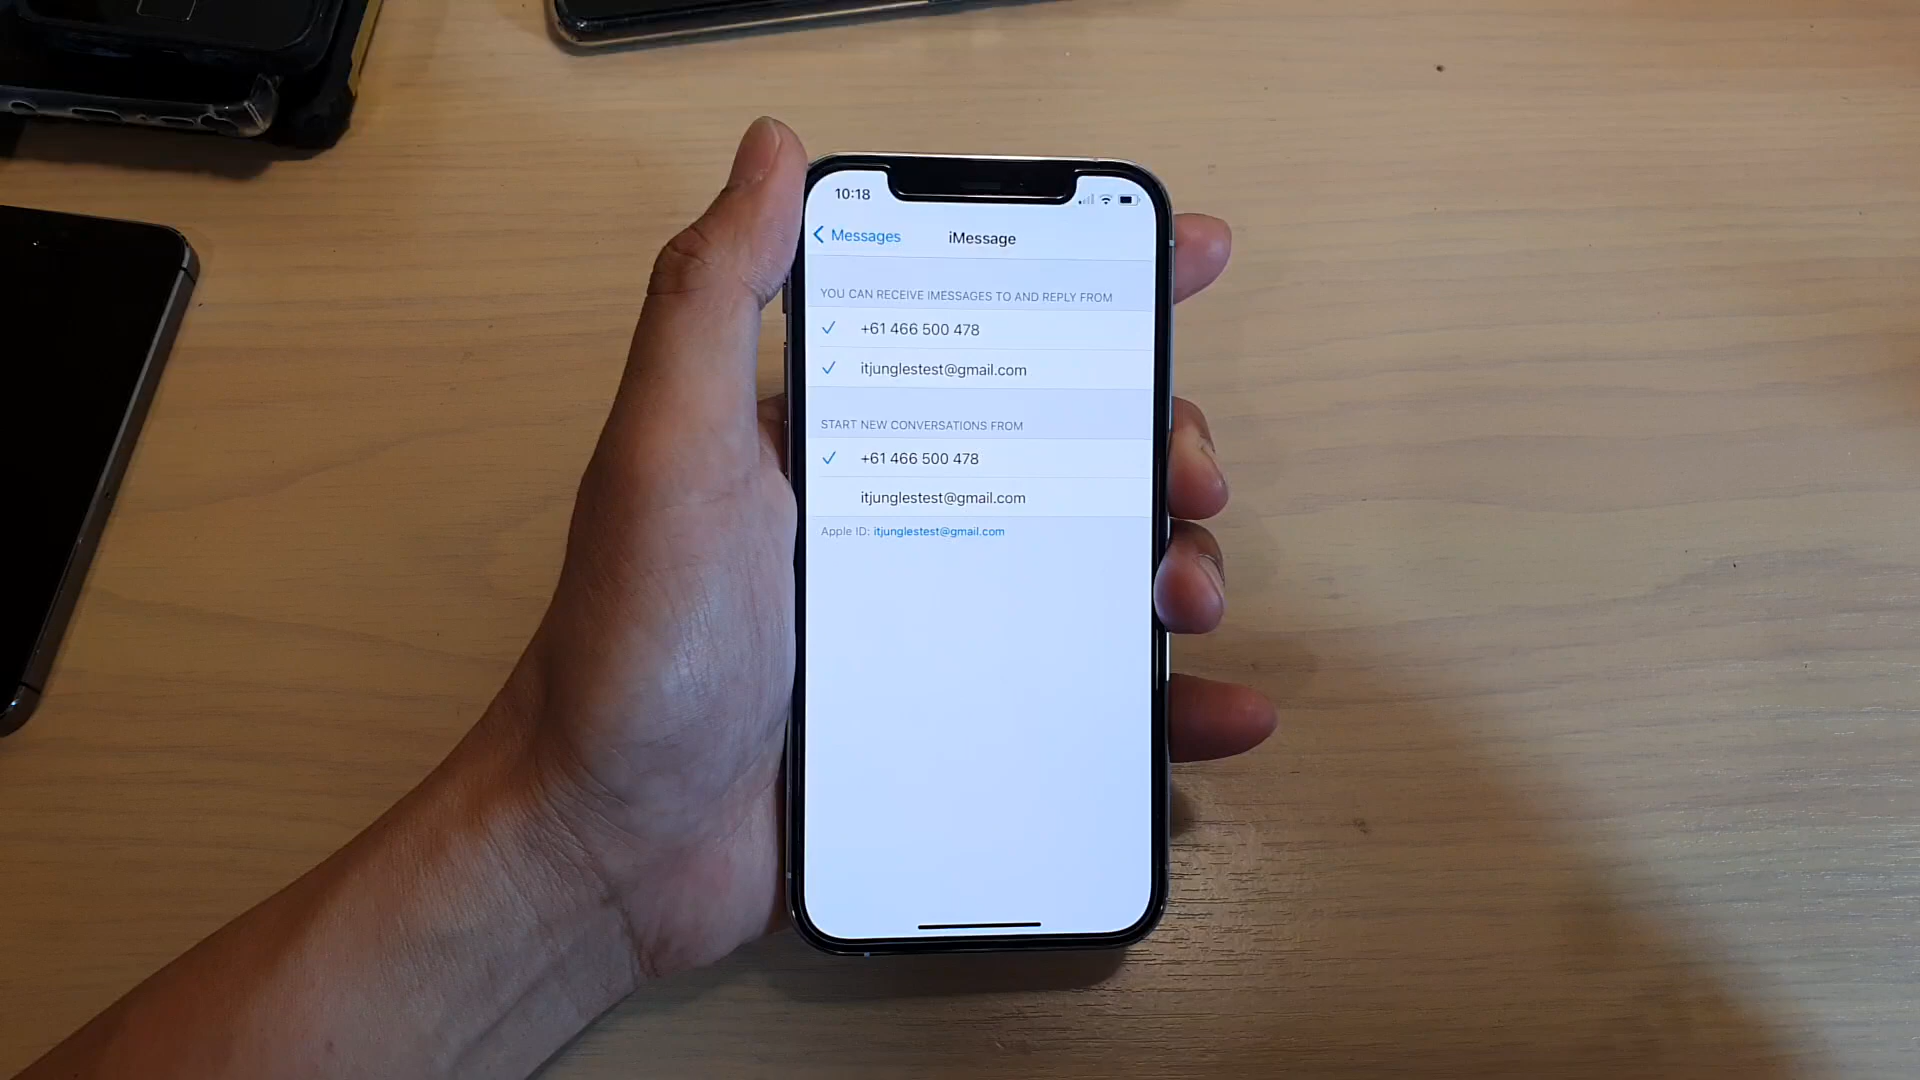 10:18
Messages
iMessage
YOU CAN RECEIVE IMESSAGES TO AND REPLY FROM
+61 466 500 478
itjunglestest@gmail.com
START NEW CONVERSATIONS FROM
+61 466 500 478
itjunglestest@gmail.com
Apple ID: itjunglestest@gmail.com